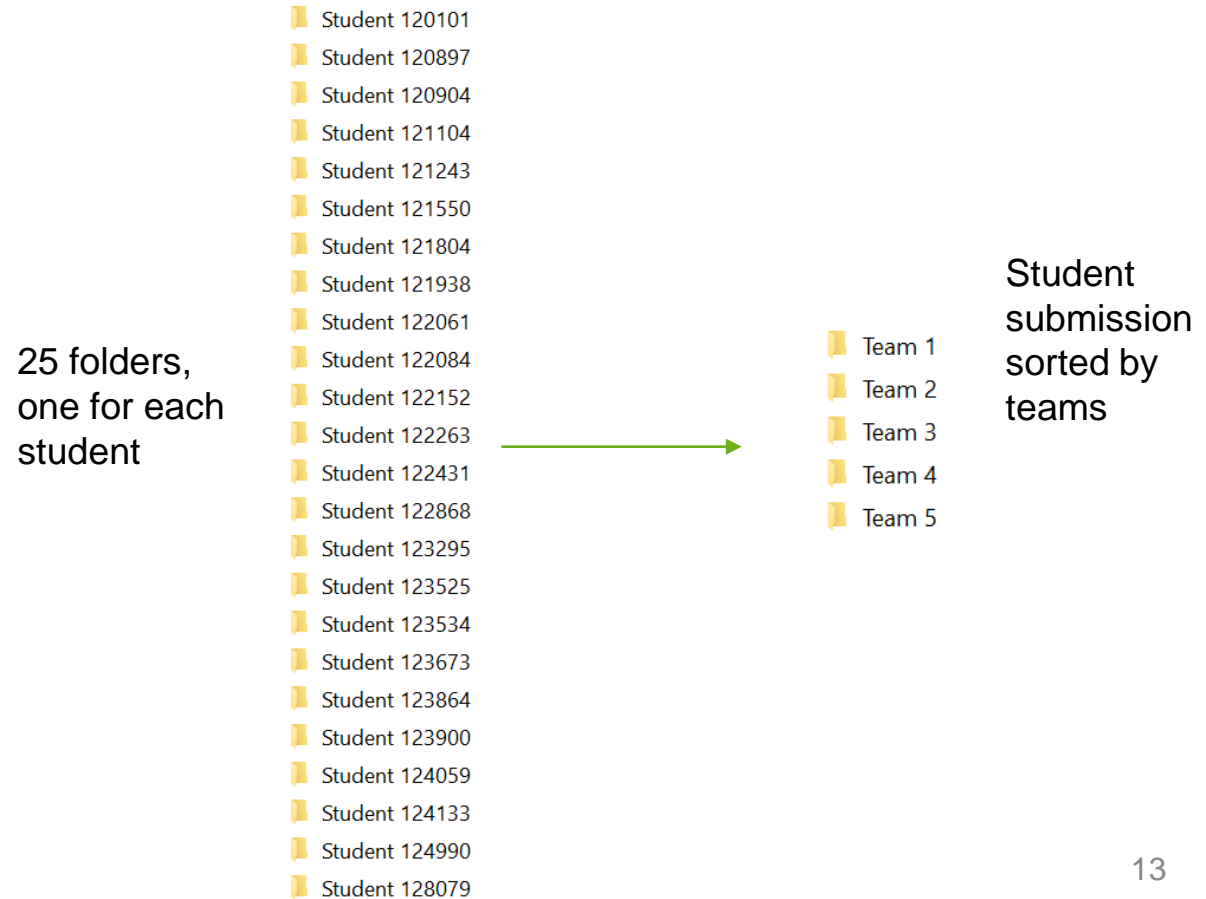 25 folders,
one for each
student
Student 120101
Student 120897
Student 120904
Student 121104
Student 121243
Student 121550
Student 121804
Student 121938
Student 122061
Student 122084
Student 122152
Student 122263
Student 122431
Student 122868
Student 123295
Student 123525
Student 123534
Student 123673
Student 123864
Student 123900
Student 124059
Student 124133
Student 124990
Student 128079
Team 1
Team 2
Team 3
Team 4
Team 5
Student
submission
sorted by
teams
13